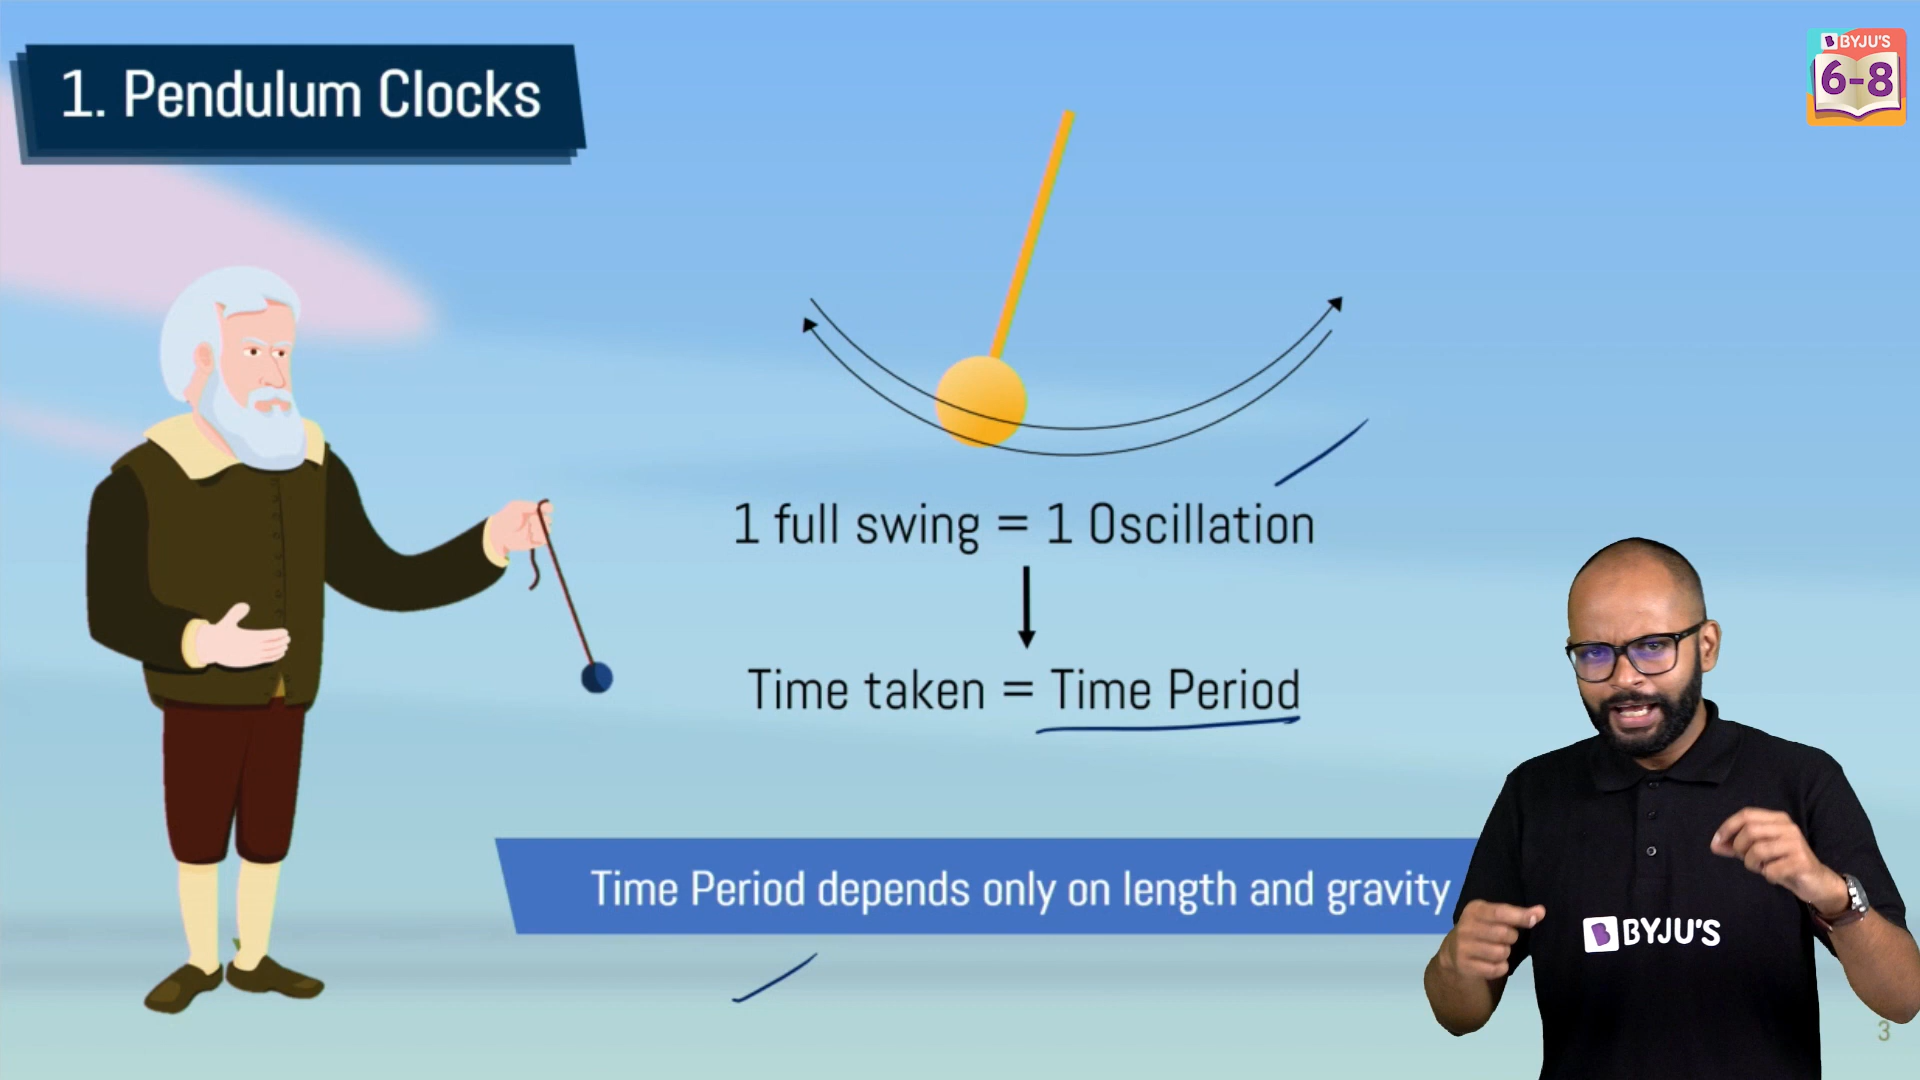 1. Pendulum Clocks
BYJU'S
6-8
1 full swing = 1 Oscillation
Time taken = Time Period
Time Period depends only on length and gravity
BYJU'S
3